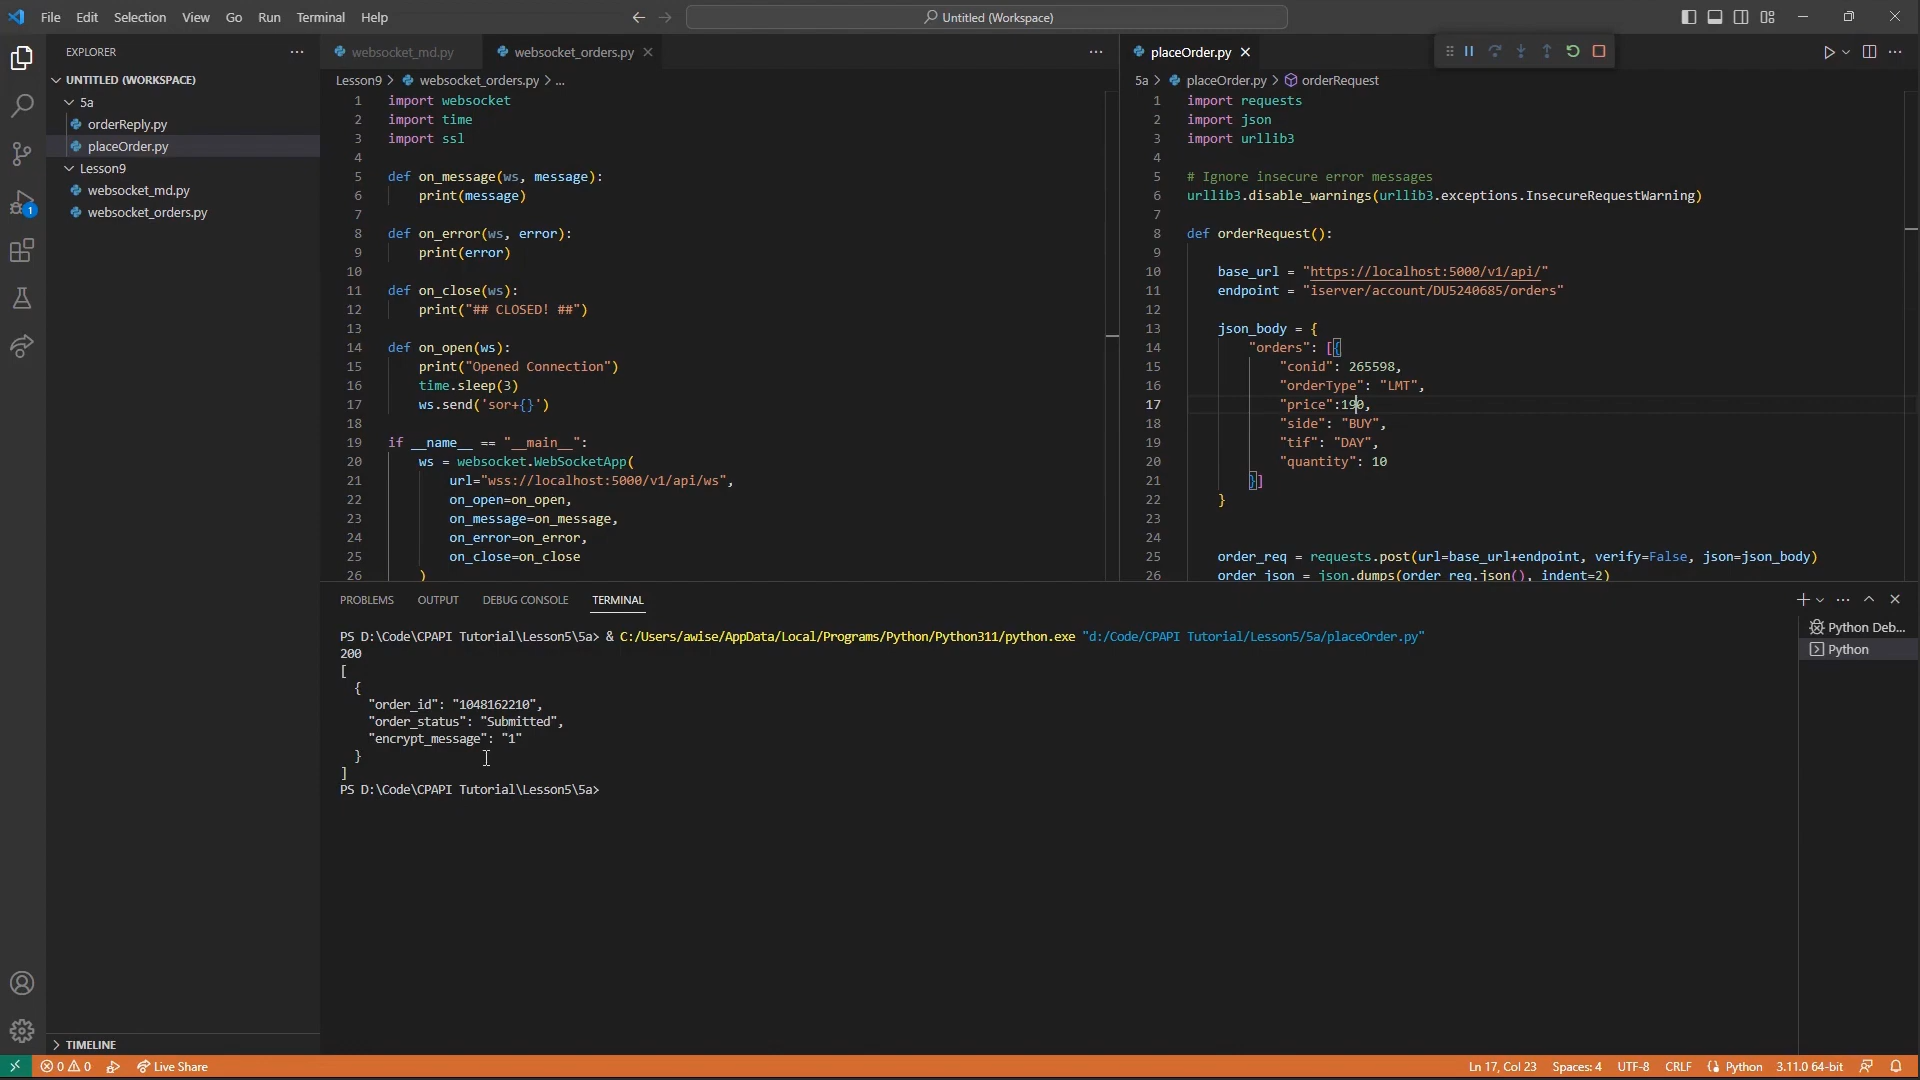 File Edit Selection View Go Run Terminal Help
Untitled (Workspace)
EXPLORER
UNTITLED (WORKSPACE)
5a
orderReply.py
placeOrder.py
Lesson9
websocket_md.py
websocket_orders.py
TIMELINE
websocket_md.py
websocket_orders.py
Lesson9 > websocket_orders.py > ...
1 import websocket
2 import time
3 import ssl
4
5 def on_message(ws, message):
6 print(message)
7
8 def on_error(ws, error):
9 print(error)
10
11 def on_close(ws):
12 print("## CLOSED! ##")
13
14 def on_open(ws):
15 print("Opened Connection")
16 time.sleep(3)
17 ws.send('sor+{}')
18
19 if __name__ == "__main__":
20 ws = websocket.WebSocketApp(
21 url="wss://localhost:5000/v1/api/ws",
22 on_open=on_open,
23 on_message=on_message,
24 on_error=on_error,
25 on_close=on_close
26 )
placeOrder.py
5a > placeOrder.py > orderRequest
1 import requests
2 import json
3 import urllib3
4
5 # Ignore insecure error messages
6 urllib3.disable_warnings(urllib3.exceptions.InsecureRequestWarning)
7
8 def orderRequest():
9
10 base_url = "https://localhost:5000/v1/api/"
11 endpoint = "iserver/account/DU5240685/orders"
12
13 json_body = {
14 "orders": [{
15 "conid": 265598,
16 "orderType": "LMT",
17 "price":190,
18 "side": "BUY",
19 "tif": "DAY",
20 "quantity": 10
21 }]
22 }
23
24
25 order_req = requests.post(url=base_url+endpoint, verify=False, json=json_body)
26 order_json = json.dumps(order_req.json(), indent=2)
PROBLEMS OUTPUT DEBUG CONSOLE TERMINAL
PS D:\Code\CPAPI Tutorial\Lesson5\5a> & C:/Users/awise/AppData/Local/Programs/Python/Python311/python.exe "d:/Code/CPAPI Tutorial/Lesson5/5a/placeOrder.py"
200
[
{
"order_id": "1048162210",
"order_status": "Submitted",
"encrypt_message": "1"
}
]
PS D:\Code\CPAPI Tutorial\Lesson5\5a>
Python Deb...
Python
1
0 0 Live Share
Ln 17, Col 23 Spaces: 4 UTF-8 CRLF Python 3.11.0 64-bit